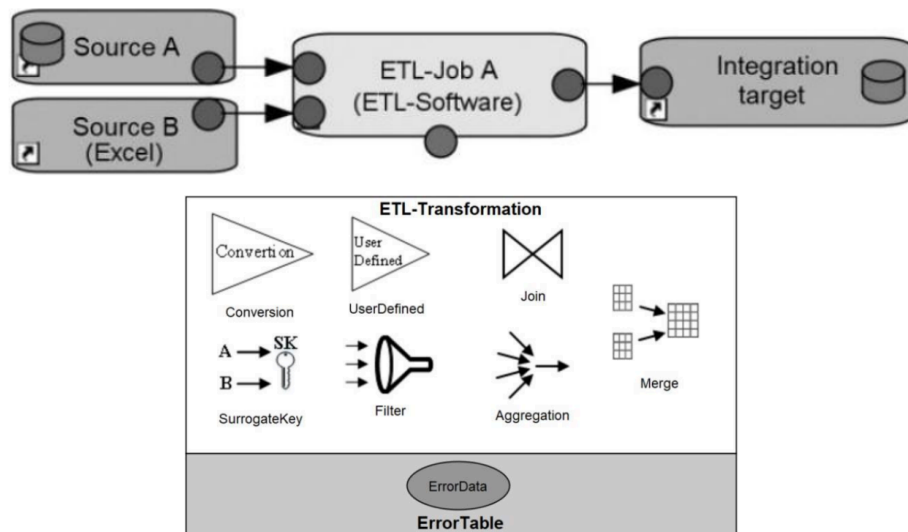 Source A
Source B
(Excel)
ETL-Job A
(ETL-Software)
Integration
target
ETL-Transformation
Convertion
Conversion
User
Defined
UserDefined
Join
A
B
SK
SurrogateKey
Filter
Aggregation
Merge
ErrorData
ErrorTable